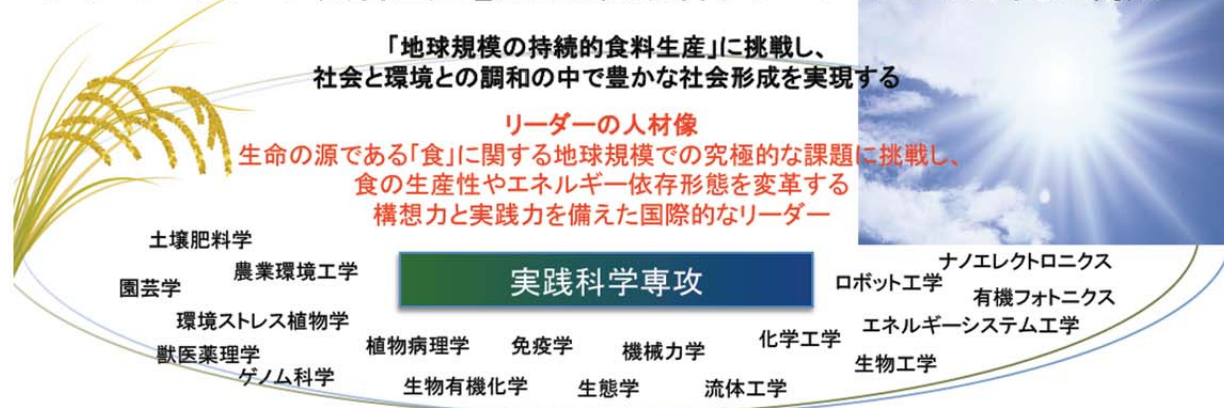 「地球規模の持続的食料生産」に挑戦し、
社会と環境との調和の中で豊かな社会形成を実現する
リーダーの人材像
生命の源である「食」に関する地球規模での究極的な課題に挑戦し、
食の生産性やエネルギー依存形態を変革する
構想力と実践力を備えた国際的なリーダー
土壌肥料学
農業環境工学
園芸学
環境ストレス植物学
獣医薬理学
ゲノム科学
実践科学専攻
植物病理学
免疫学
機械力学
化学工学
生物有機化学
生態学
流体工学
ナノエレクトロニクス
ロボット工学
有機フォトニクス
エネルギーシステム工学
生物工学